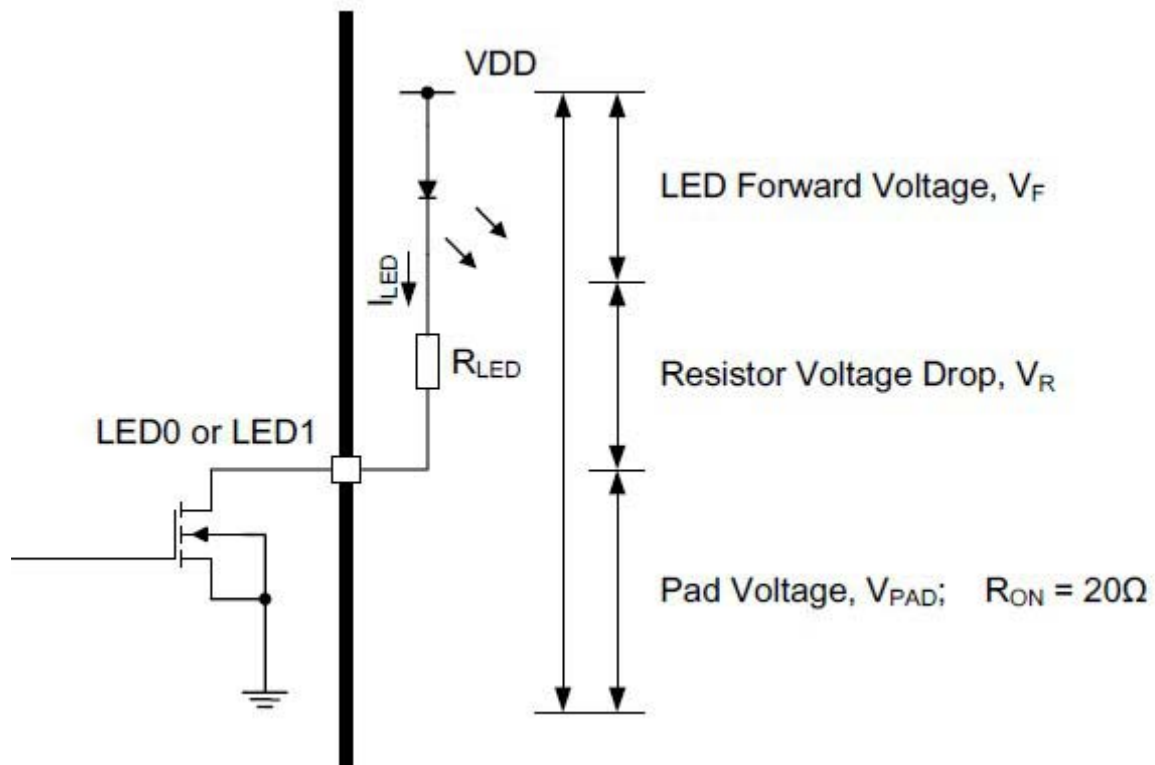 VDD
LED Forward Voltage, VF
ILED
RLED
Resistor Voltage Drop, VR
LED0 or LED1
Pad Voltage, VPAD; RON = 20Ω